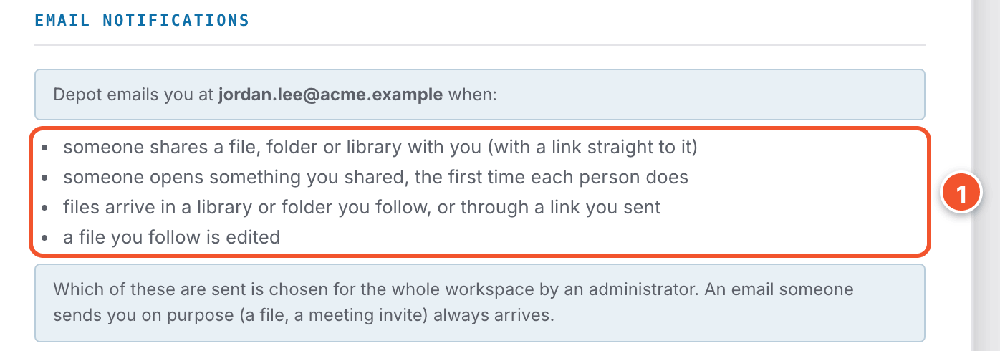 EMAIL NOTIFICATIONS
Depot emails you at jordan.lee@acme.example when:
• someone shares a file, folder or library with you (with a link straight to it)
• someone opens something you shared, the first time each person does
• files arrive in a library or folder you follow, or through a link you sent
• a file you follow is edited
1
Which of these are sent is chosen for the whole workspace by an administrator. An email someone
sends you on purpose (a file, a meeting invite) always arrives.